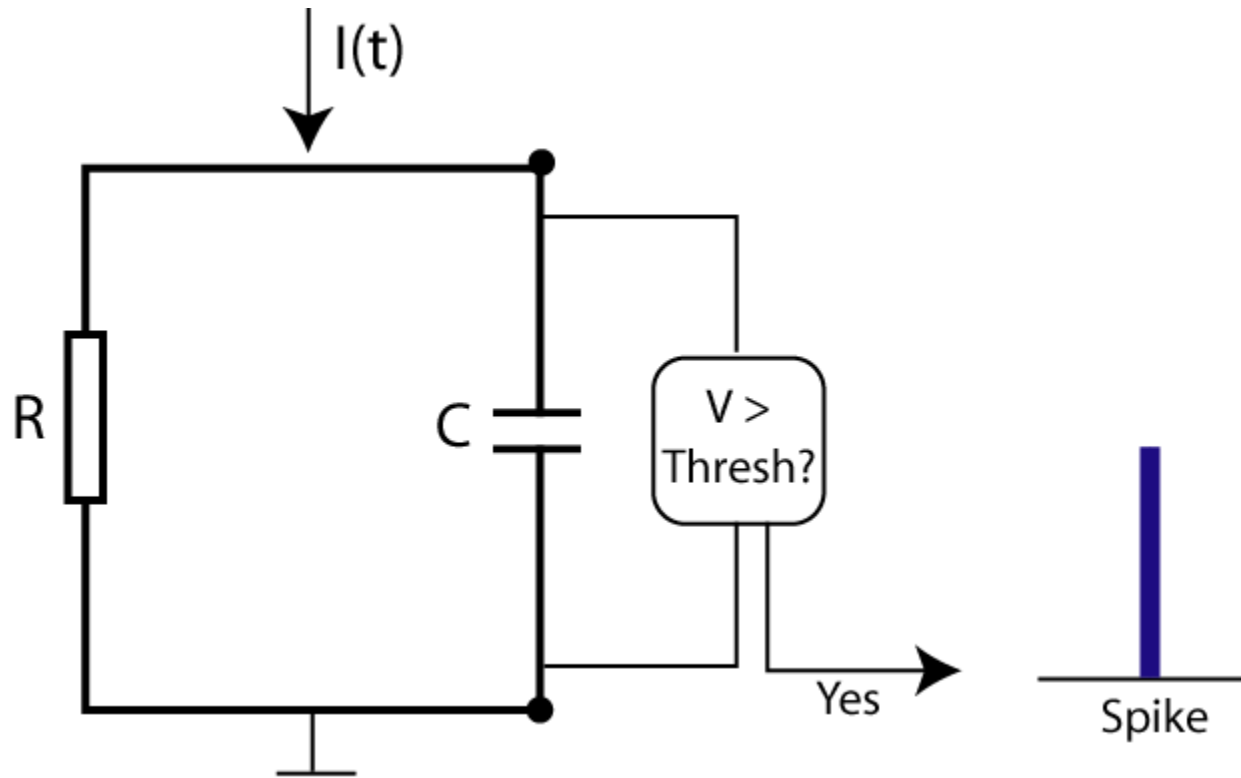 I(t)
R
C
V >
Thresh?
Yes
Spike